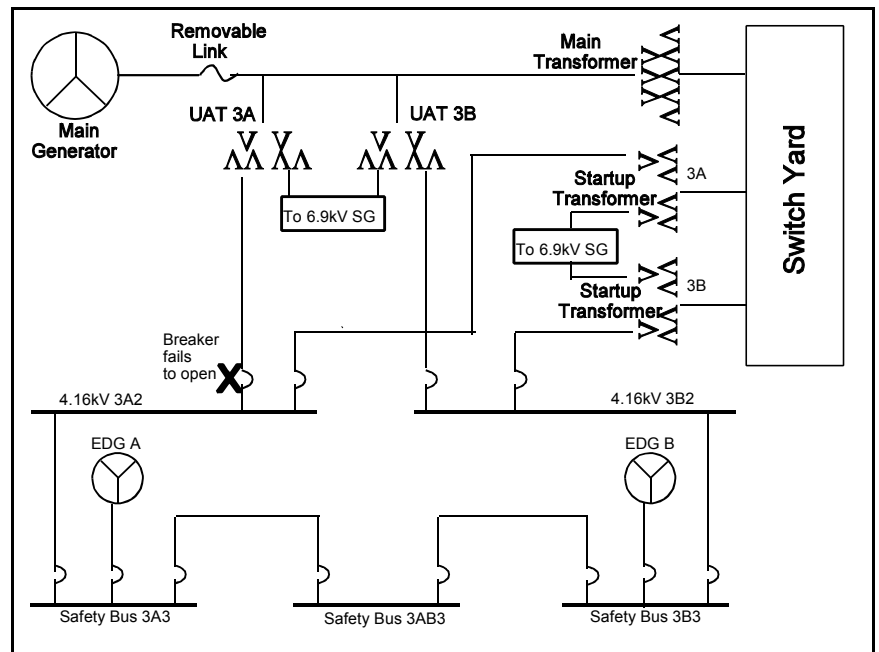 Removable
Link
Main
Transformer
UAT 3A
UAT 3B
Main
Generator
3A
Startup
Transformer
To 6.9kV SG
To 6.9kV SG
Startup
Transformer
3B
Switch Yard
Breaker
fails
to open
4.16kV 3A2
4.16kV 3B2
EDG A
EDG B
Safety Bus 3A3
Safety Bus 3AB3
Safety Bus 3B3